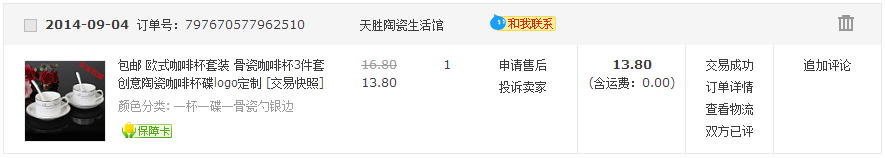 2014-09-04 订单号：797670577962510 天胜陶瓷生活馆 和我联系
包邮 欧式咖啡杯套装 骨瓷咖啡杯3件套 16.80 1 申请售后 13.80 交易成功 追加评论
创意陶瓷咖啡杯碟logo定制 [交易快照] 13.80 投诉卖家 (含运费：0.00) 订单详情
颜色分类: 一杯一碟一骨瓷勺银边 查看物流
保障卡 双方已评